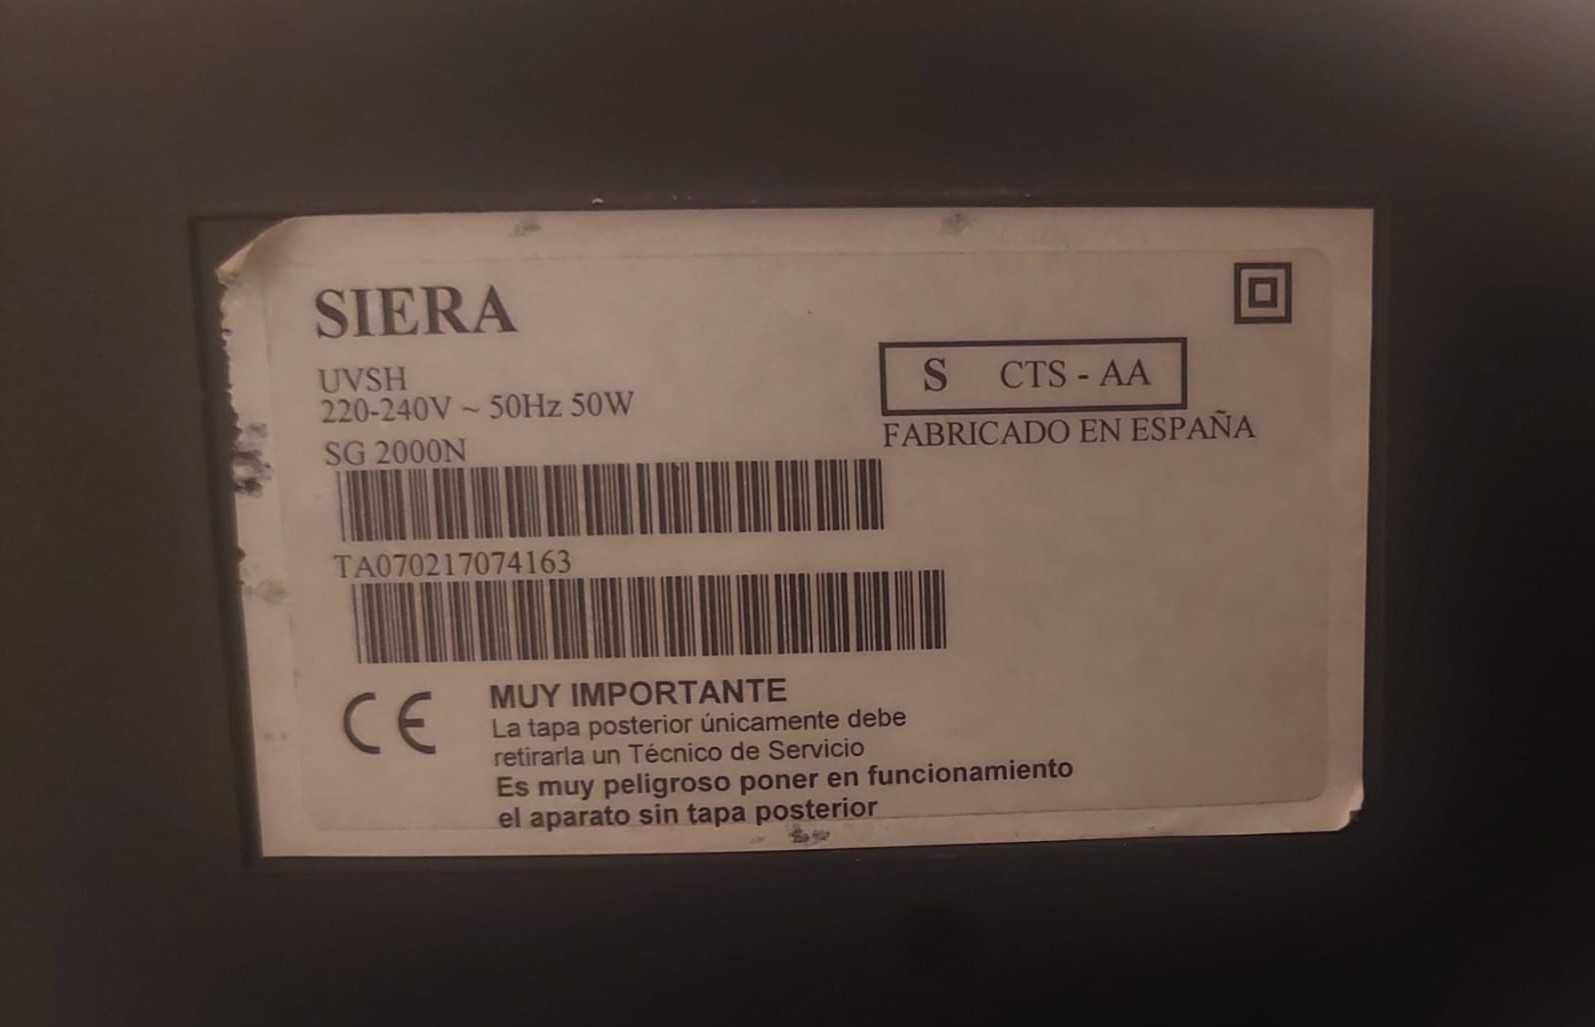 SIERA
UVSH
220-240V ~ 50Hz 50W
S CTS - AA
FABRICADO EN ESPAÑA
SG 2000N
TA070217074163
CE
MUY IMPORTANTE
La tapa posterior únicamente debe
retirarla un Técnico de Servicio
Es muy peligroso poner en funcionamiento
el aparato sin tapa posterior